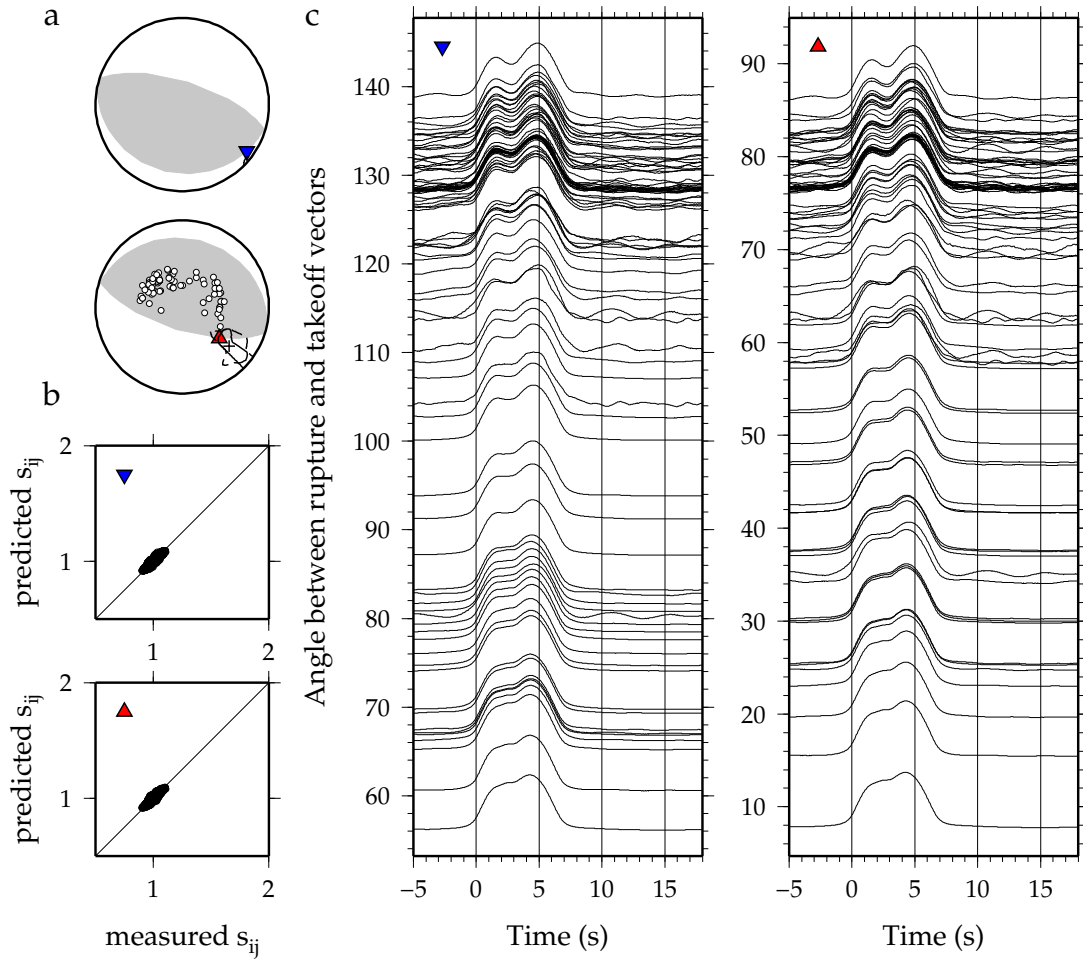 a
b
2
1
predicted s_ij
1
2
2
1
predicted s_ij
1
2
measured s_ij
c
Angle between rupture and takeoff vectors
140
130
120
110
100
90
80
70
60
−5 0 5 10 15
Time (s)
90
80
70
60
50
40
30
20
10
−5 0 5 10 15
Time (s)